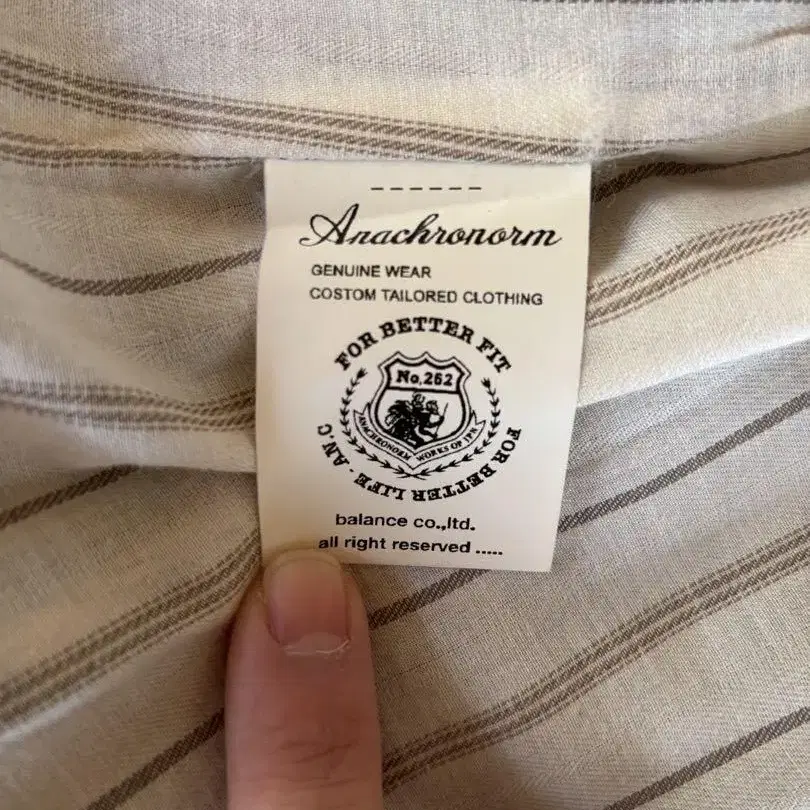 ------
Anachronorm
GENUINE WEAR
COSTOM TAILORED CLOTHING
FOR BETTER FIT
No.262
ANACHRONORM WORKS OF JPN
FOR BETTER LIFE · AN.C
balance co.,ltd.
all right reserved .....